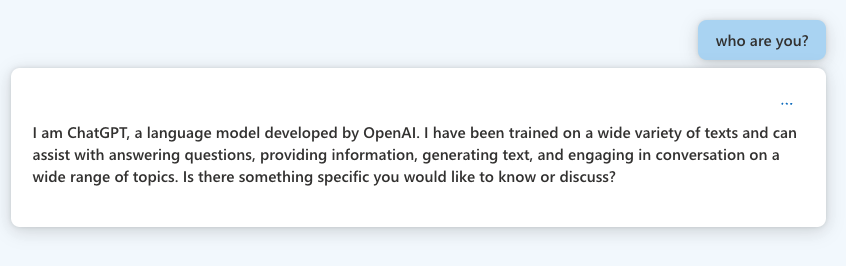 who are you?
...
I am ChatGPT, a language model developed by OpenAI. I have been trained on a wide variety of texts and can
assist with answering questions, providing information, generating text, and engaging in conversation on a
wide range of topics. Is there something specific you would like to know or discuss?